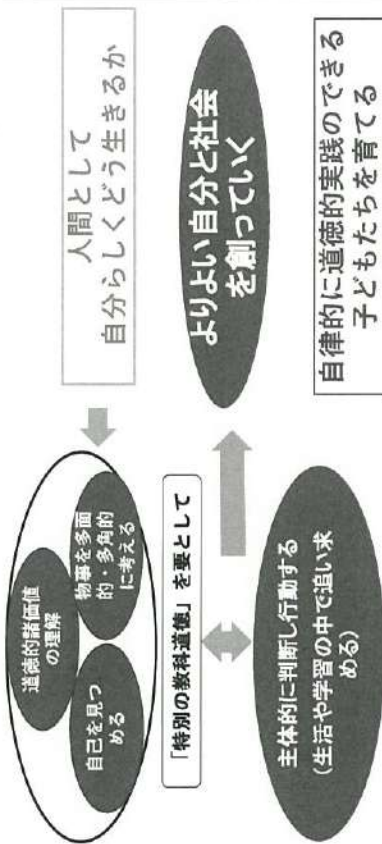 道徳的諸価値
の理解
自己を見つ
める
物事を多面
的・多角的
に考える
人間として
自分らしくどう生きるか
「特別の教科道徳」を要として
よりよい自分と社会
を創っていく
主体的に判断し行動する
（生活や学習の中で追い求
める）
自律的に道徳的実践のできる
子どもたちを育てる